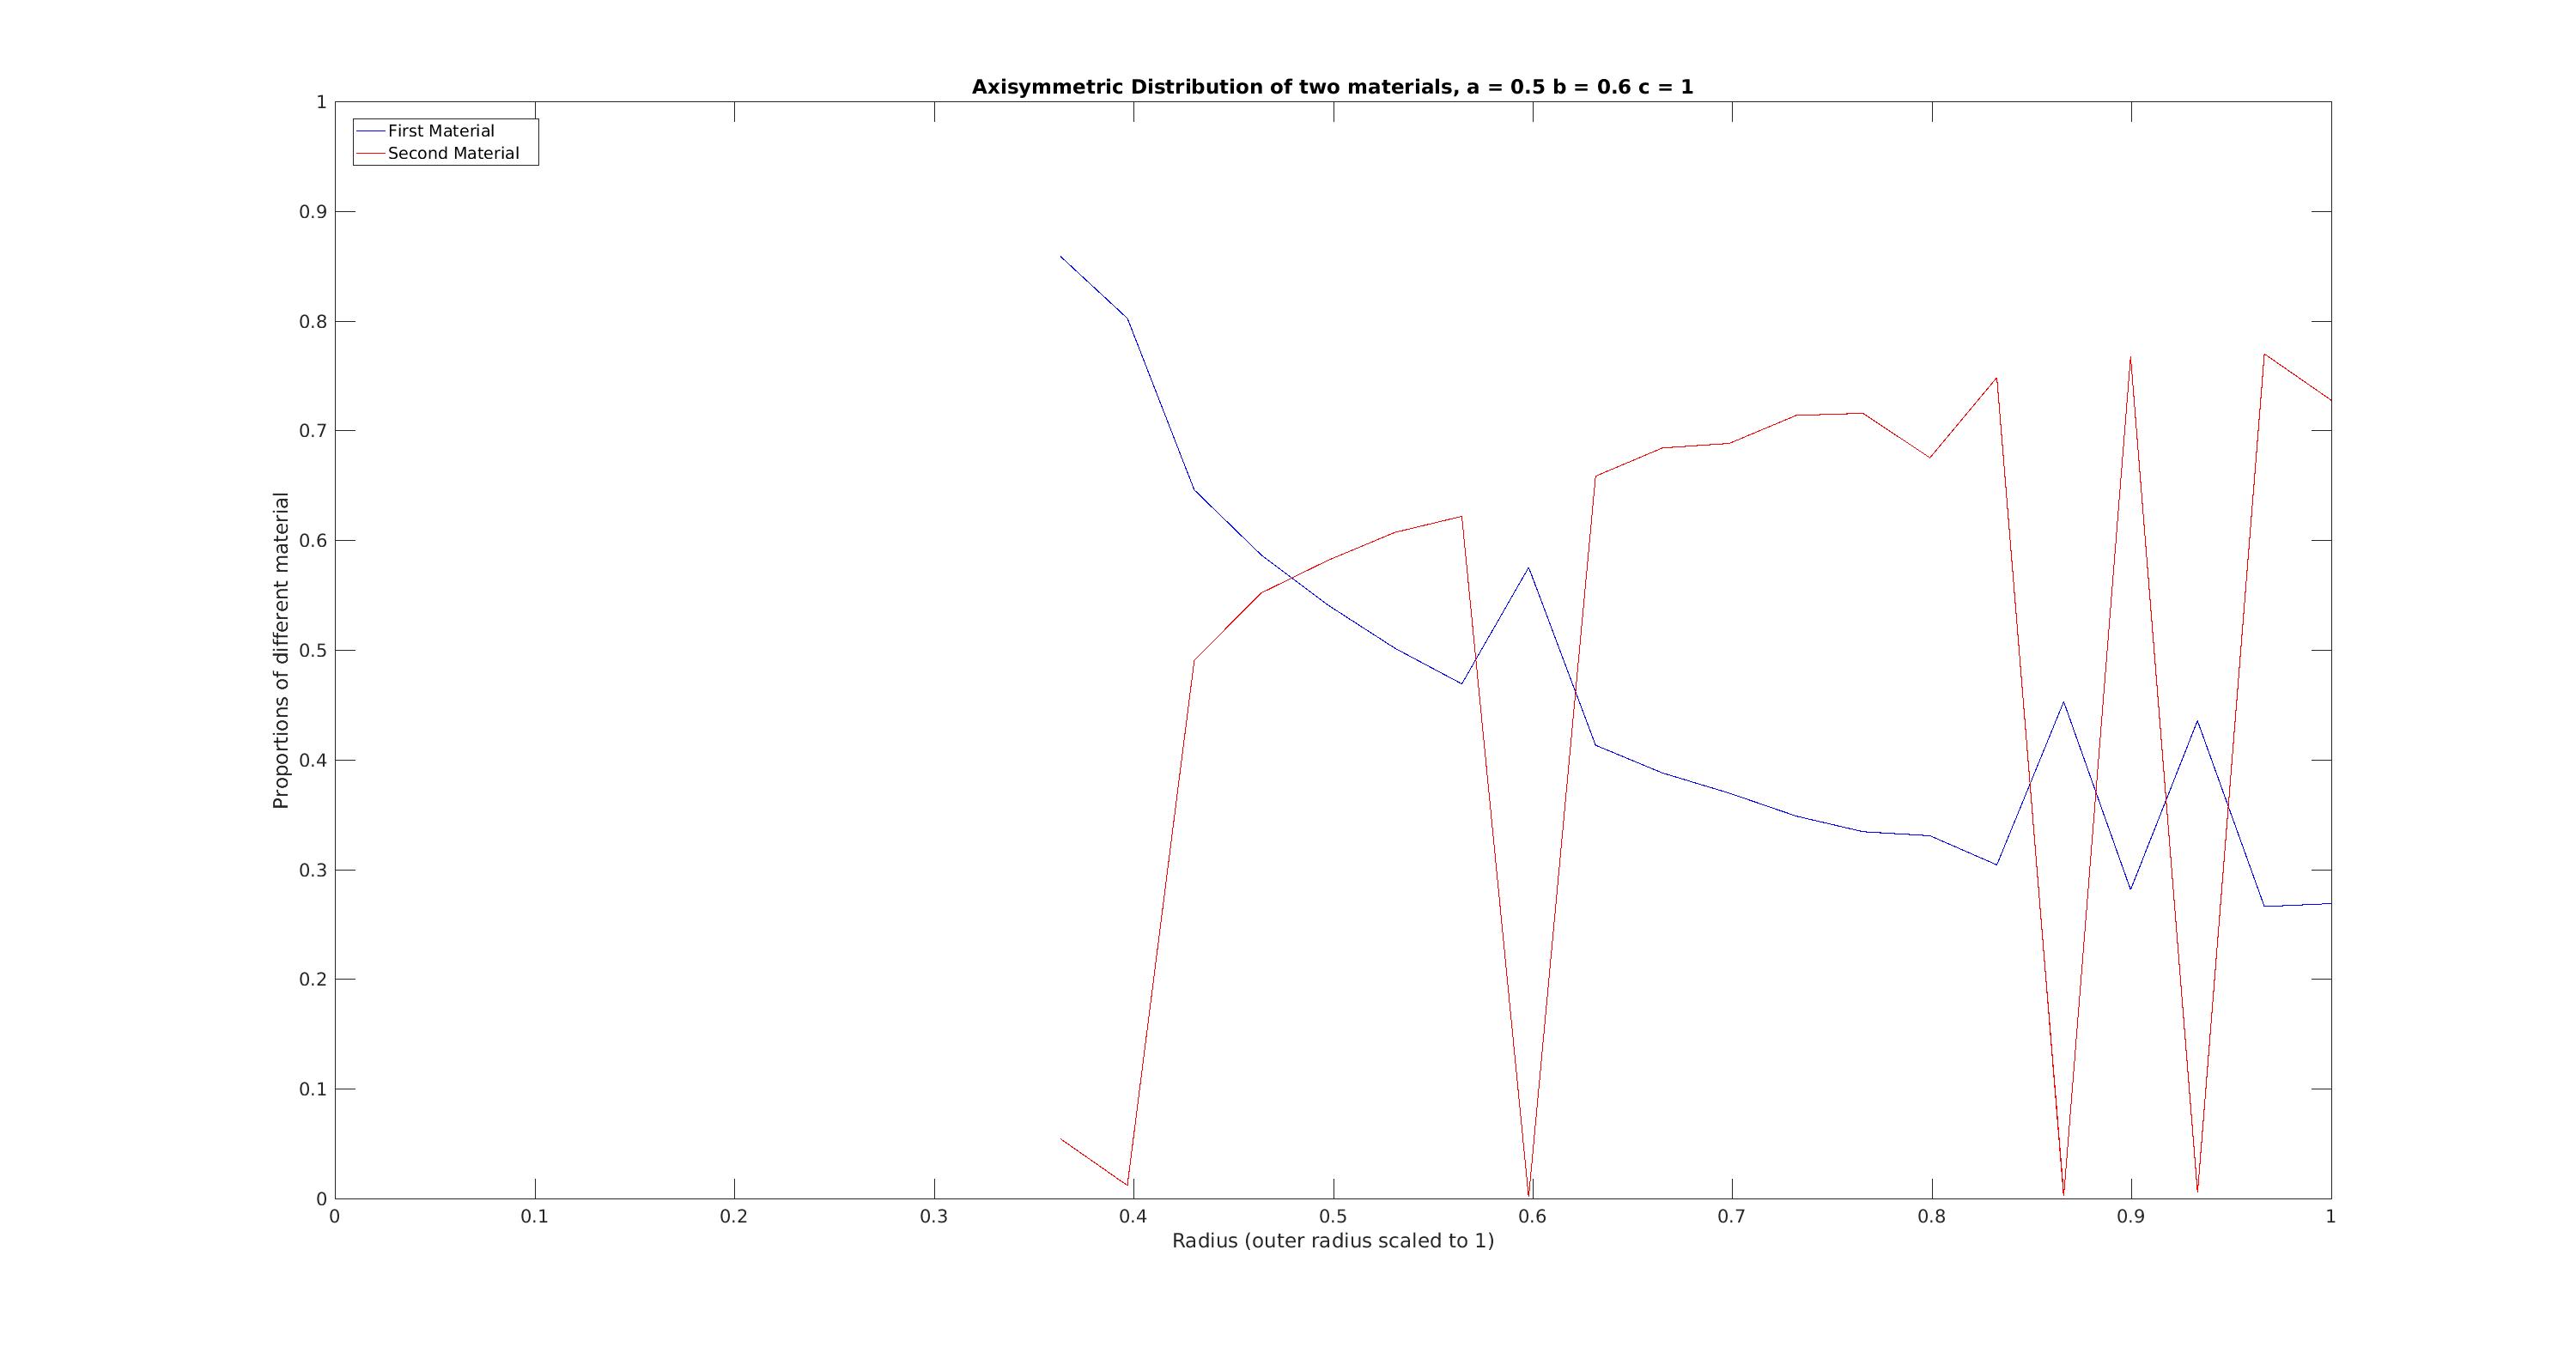 Axisymmetric Distribution of two materials, a = 0.5 b = 0.6 c = 1
First Material
Second Material
1
0.9
0.8
0.7
0.6
0.5
0.4
0.3
0.2
0.1
0
Proportions of different material
0 0.1 0.2 0.3 0.4 0.5 0.6 0.7 0.8 0.9 1
Radius (outer radius scaled to 1)